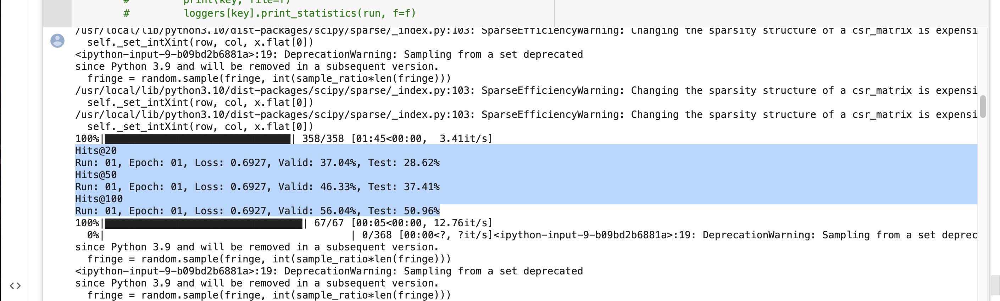 #         print(key, file=f)
#         loggers[key].print_statistics(run, f=f)
/usr/local/lib/python3.10/dist-packages/scipy/sparse/_index.py:103: SparseEfficiencyWarning: Changing the sparsity structure of a csr_matrix is expensi
  self._set_intXint(row, col, x.flat[0])
<ipython-input-9-b09bd2b6881a>:19: DeprecationWarning: Sampling from a set deprecated
since Python 3.9 and will be removed in a subsequent version.
  fringe = random.sample(fringe, int(sample_ratio*len(fringe)))
/usr/local/lib/python3.10/dist-packages/scipy/sparse/_index.py:103: SparseEfficiencyWarning: Changing the sparsity structure of a csr_matrix is expensi
  self._set_intXint(row, col, x.flat[0])
/usr/local/lib/python3.10/dist-packages/scipy/sparse/_index.py:103: SparseEfficiencyWarning: Changing the sparsity structure of a csr_matrix is expensi
  self._set_intXint(row, col, x.flat[0])
100%|███████████████████████████████| 358/358 [01:45<00:00,  3.41it/s]
Hits@20
Run: 01, Epoch: 01, Loss: 0.6927, Valid: 37.04%, Test: 28.62%
Hits@50
Run: 01, Epoch: 01, Loss: 0.6927, Valid: 46.33%, Test: 37.41%
Hits@100
Run: 01, Epoch: 01, Loss: 0.6927, Valid: 56.04%, Test: 50.96%
100%|█████████████████████████████████| 67/67 [00:05<00:00, 12.76it/s]
  0%|                                         | 0/368 [00:00<?, ?it/s]<ipython-input-9-b09bd2b6881a>:19: DeprecationWarning: Sampling from a set deprec
since Python 3.9 and will be removed in a subsequent version.
  fringe = random.sample(fringe, int(sample_ratio*len(fringe)))
<ipython-input-9-b09bd2b6881a>:19: DeprecationWarning: Sampling from a set deprecated
since Python 3.9 and will be removed in a subsequent version.
  fringe = random.sample(fringe, int(sample_ratio*len(fringe)))